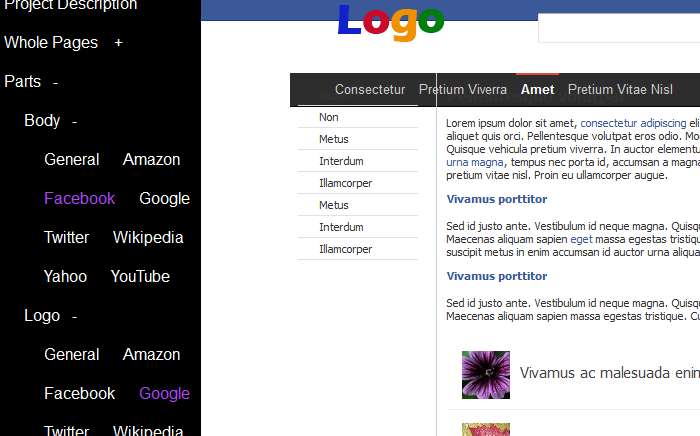 Project Description
Whole Pages +
Parts -
Body -
General Amazon
Facebook Google
Twitter Wikipedia
Yahoo YouTube
Logo -
General Amazon
Facebook Google
Twitter Wikipedia
Logo
Consectetur Pretium Viverra Amet Pretium Vitae Nisl
Non
Metus
Interdum
Illamcorper
Metus
Interdum
Illamcorper
Lorem ipsum dolor sit amet, consectetur adipiscing eli
aliquet quis orci. Pellentesque volutpat eros odio. Mo
Quisque vehicula pretium viverra. In auctor elementu
urna magna, tempus nec porta id, accumsan a magna
pretium vitae nisl. Proin eu ullamcorper augue.
Vivamus porttitor
Sed id justo ante. Vestibulum id neque magna. Quisq
Maecenas aliquam sapien eget massa egestas tristiqu
suscipit metus in enim accumsan id auctor urna aliqua
Vivamus porttitor
Sed id justo ante. Vestibulum id neque magna. Quisq
Maecenas aliquam sapien massa egestas tristique. Cu
Vivamus ac malesuada enin